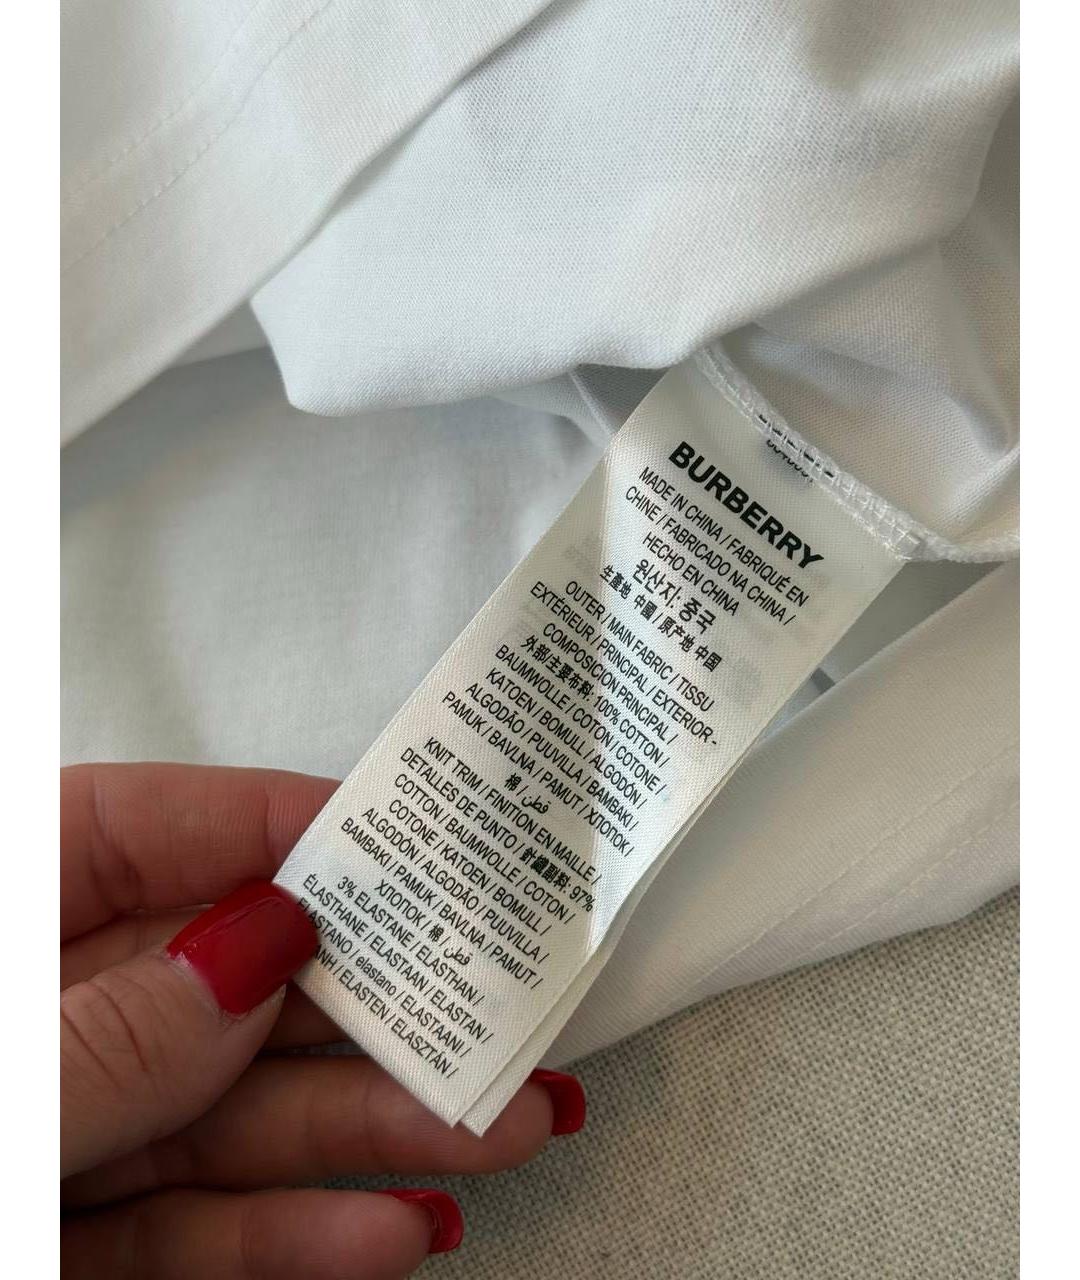 BURBERRY
MADE IN CHINA / FABRIQUÉ EN
CHINE / FABRICADO NA CHINA /
HECHO EN CHINA
원산지: 중국
生產地 中國 / 原产地 中国
OUTER / MAIN FABRIC / TISSU
EXTÉRIEUR / PRINCIPAL / EXTERIOR -
COMPOSICION PRINCIPAL /
外部/主要布料: 100% COTTON /
BAUMWOLLE / COTON / COTONE /
KATOEN / BOMULL / ALGODÓN /
ALGODÃO / PUUVILLA / BAMBAKI /
PAMUK / BAVLNA / PAMUT / ΧΙΤΟΠΟΚ /
棉 / قطن
KNIT TRIM / FINITION EN MAILLE /
DETALLES DE PUNTO / 針織副料: 97%
COTTON / BAUMWOLLE / COTON /
COTONE / KATOEN / BOMULL /
ALGODÓN / ALGODÃO / PUUVILLA /
BAMBAKI / PAMUK / BAVLNA / PAMUT /
ΧΙΤΟΠΟΚ / 棉 / قطن
3% ELASTANE / ELASTHAN /
ÉLASTHANE / ELASTAAN / ELASTAN /
ELASTANO / elastano / ELASTAANI /
/ ELASTEN / ELASZTÁN /